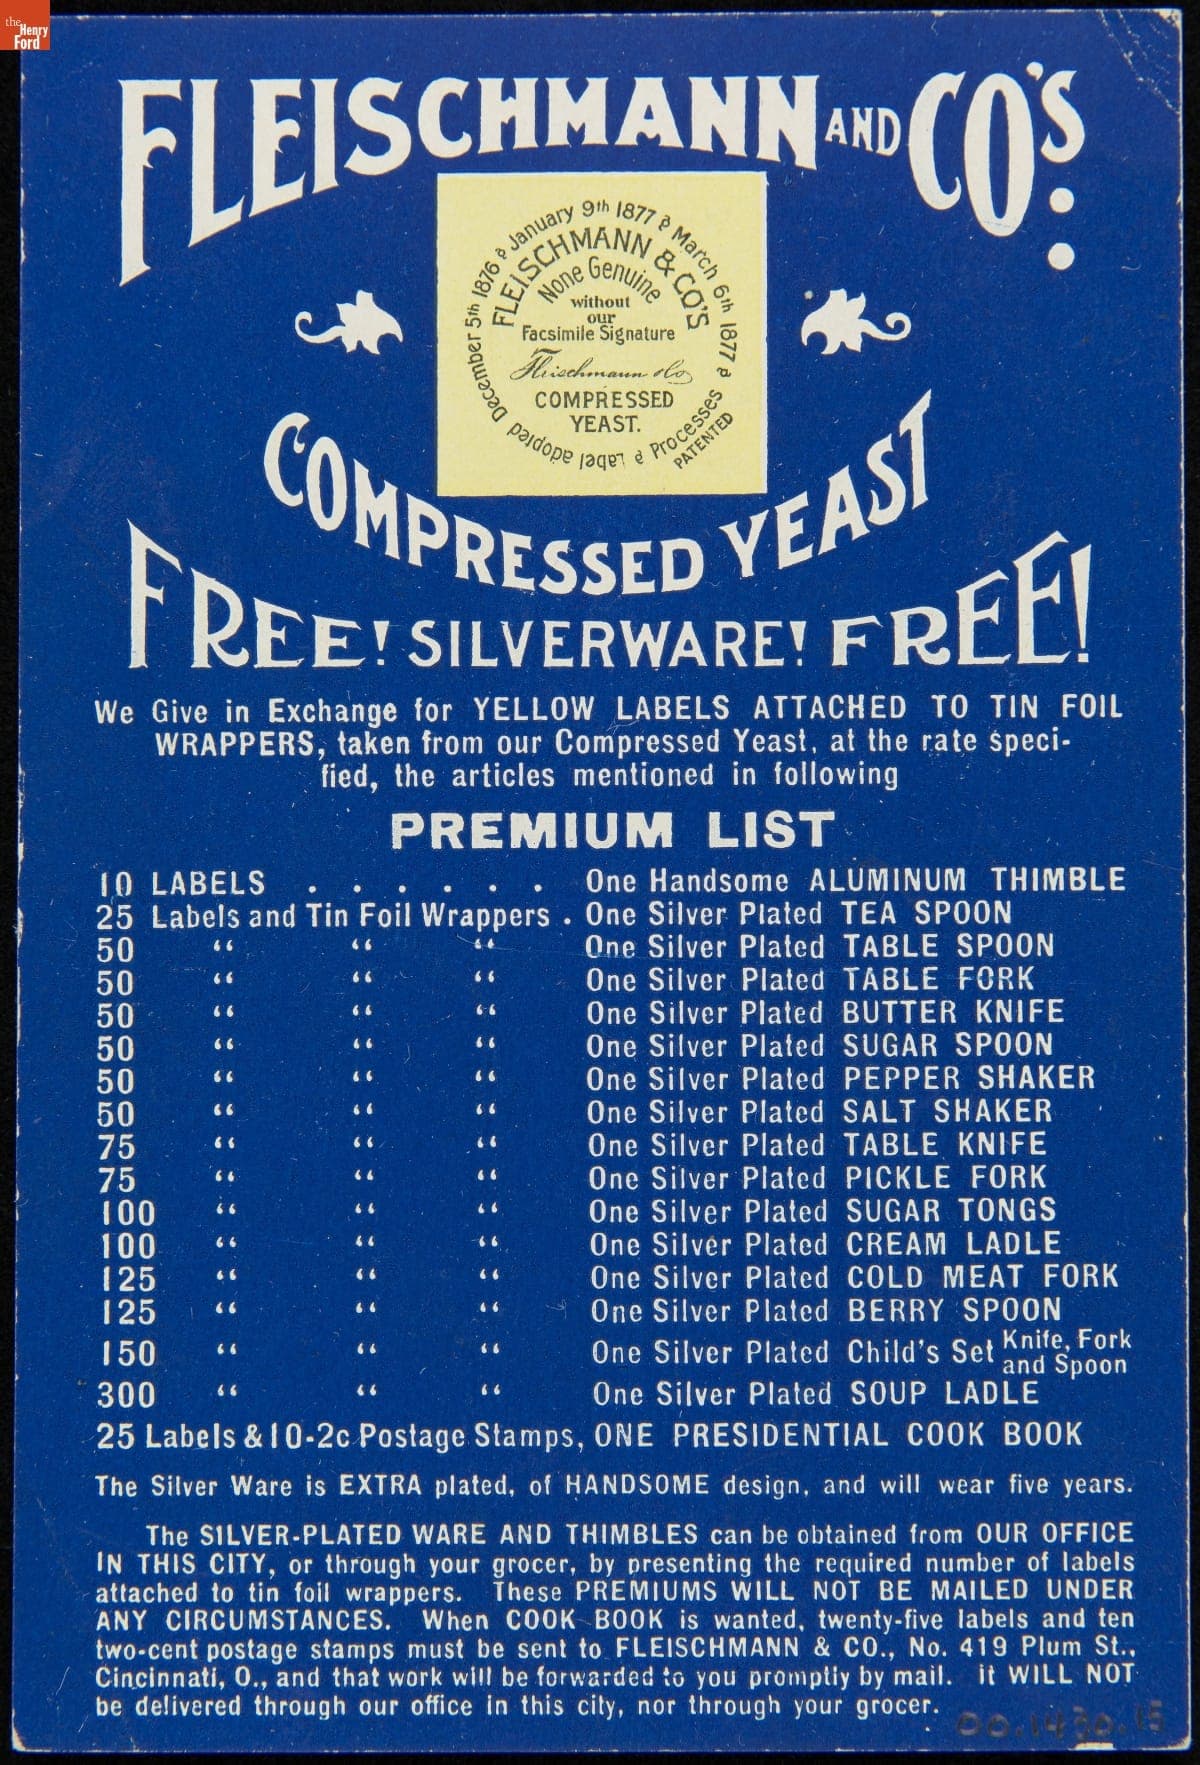 the
Henry
Ford
FLEISCHMANN AND CO'S.
December 5th 1876 & January 9th 1877 & March 6th 1877 &
Label adopted & Processes
PATENTED
FLEISCHMANN & CO'S
None Genuine
without
our
Facsimile Signature
Fleischmann & Co
COMPRESSED
YEAST.
COMPRESSED YEAST
FREE! SILVERWARE! FREE!
We Give in Exchange for YELLOW LABELS ATTACHED TO TIN FOIL
WRAPPERS, taken from our Compressed Yeast, at the rate speci-
fied, the articles mentioned in following
PREMIUM LIST
10 LABELS . . . . . . One Handsome ALUMINUM THIMBLE
25 Labels and Tin Foil Wrappers . One Silver Plated TEA SPOON
50 “ “ “ One Silver Plated TABLE SPOON
50 “ “ “ One Silver Plated TABLE FORK
50 “ “ “ One Silver Plated BUTTER KNIFE
50 “ “ “ One Silver Plated SUGAR SPOON
50 “ “ “ One Silver Plated PEPPER SHAKER
50 “ “ “ One Silver Plated SALT SHAKER
75 “ “ “ One Silver Plated TABLE KNIFE
75 “ “ “ One Silver Plated PICKLE FORK
100 “ “ “ One Silver Plated SUGAR TONGS
100 “ “ “ One Silver Plated CREAM LADLE
125 “ “ “ One Silver Plated COLD MEAT FORK
125 “ “ “ One Silver Plated BERRY SPOON
150 “ “ “ One Silver Plated Child's Set Knife, Fork
and Spoon
300 “ “ “ One Silver Plated SOUP LADLE
25 Labels & 10-2c Postage Stamps, ONE PRESIDENTIAL COOK BOOK
The Silver Ware is EXTRA plated, of HANDSOME design, and will wear five years.
The SILVER-PLATED WARE AND THIMBLES can be obtained from OUR OFFICE
IN THIS CITY, or through your grocer, by presenting the required number of labels
attached to tin foil wrappers. These PREMIUMS WILL NOT BE MAILED UNDER
ANY CIRCUMSTANCES. When COOK BOOK is wanted, twenty-five labels and ten
two-cent postage stamps must be sent to FLEISCHMANN & CO., No. 419 Plum St.,
Cincinnati, O., and that work will be forwarded to you promptly by mail. It WILL NOT
be delivered through our office in this city, nor through your grocer.
00.1430.15